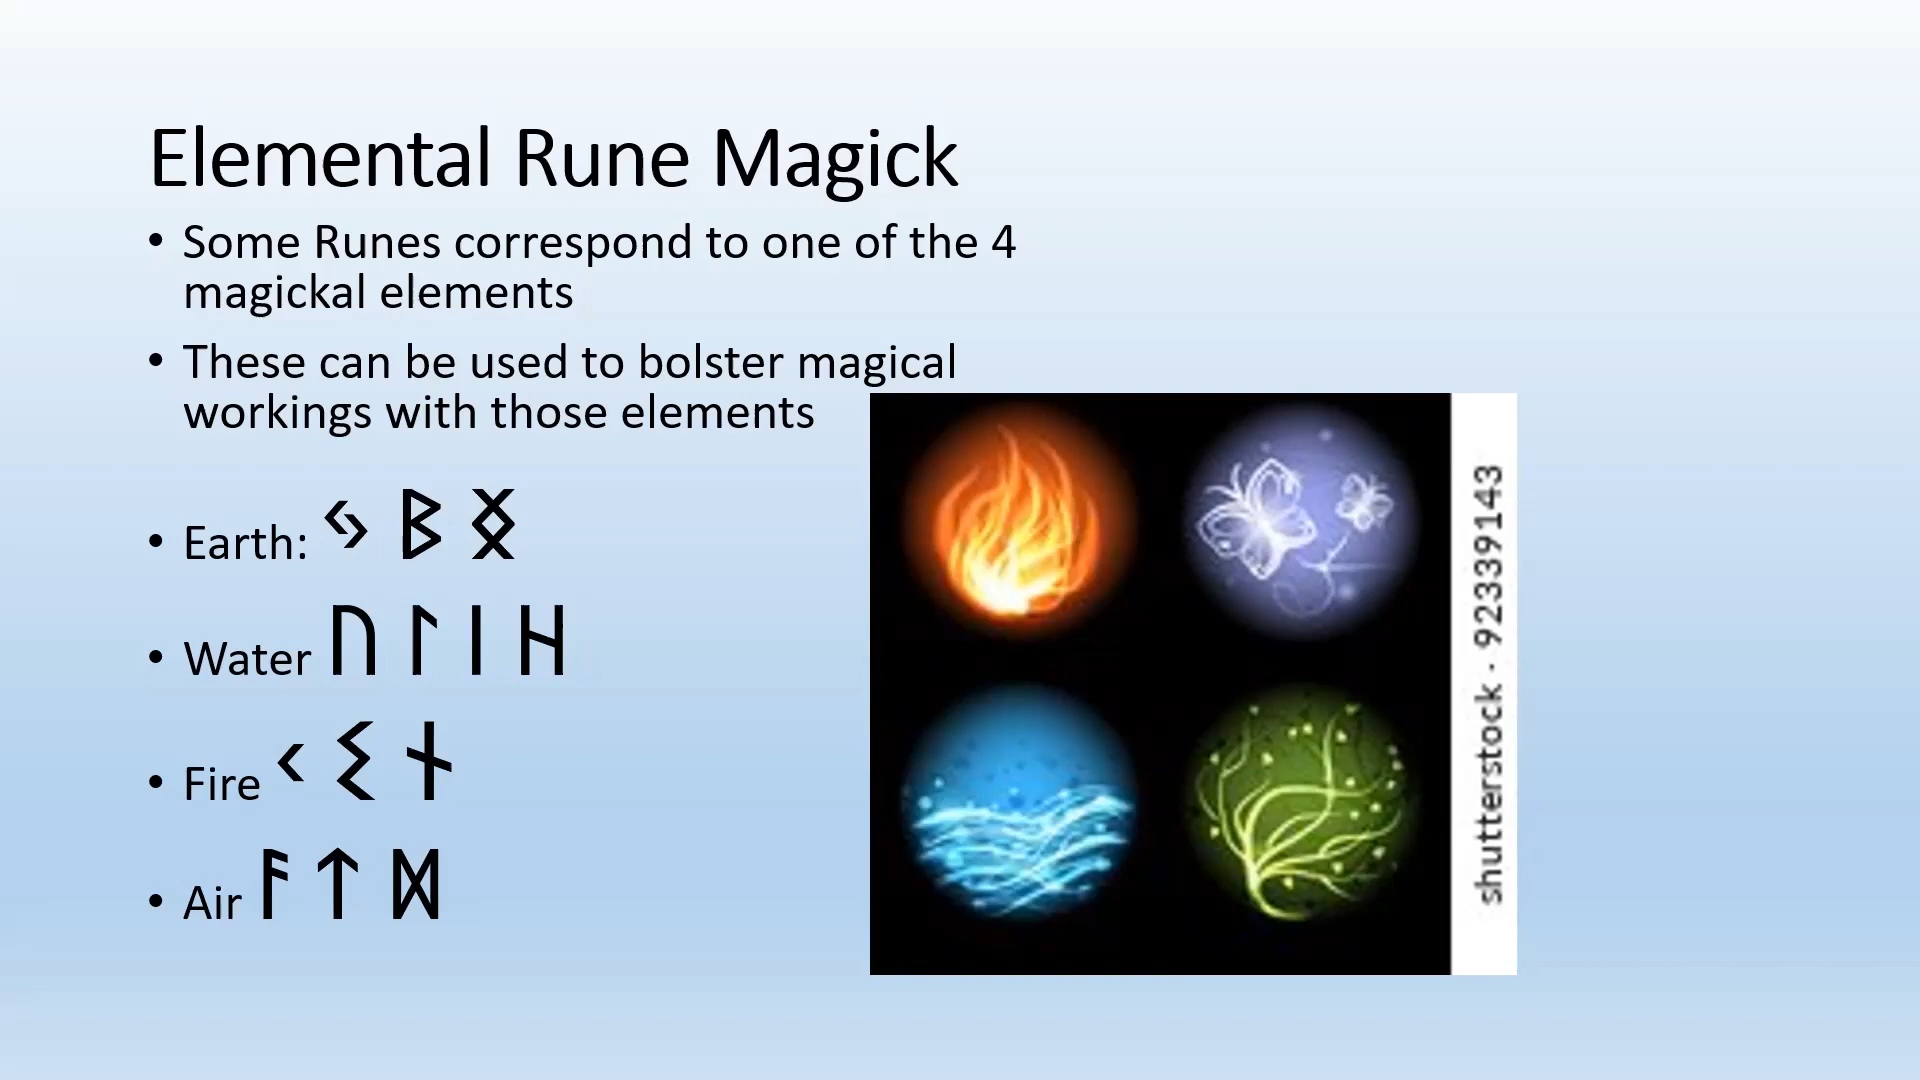 Elemental Rune Magick
• Some Runes correspond to one of the 4
magickal elements
• These can be used to bolster magical
workings with those elements
• Earth: ᛃ ᛒ ᛝ
• Water ᚢ ᛚ ᛁ ᚺ
• Fire ᚲ ᛊ ᚾ
• Air ᚨ ᛏ ᛞ
shutterstock · 92339143